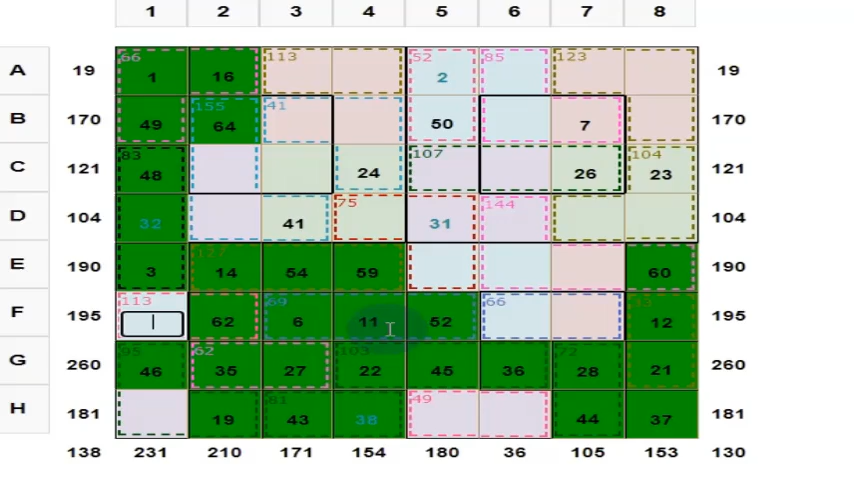 1 2 3 4 5 6 7 8
66 113 52 85 123
A 19 1 16 2 19
155 41
B 170 49 64 50 7 170
83 107 104
C 121 48 24 26 23 121
75 144
D 104 32 41 31 104
127
E 190 3 14 54 59 60 190
113 69 66
F 195 62 6 11 52 12 195
95 62 103 72
G 260 46 35 27 22 45 36 28 21 260
81 49
H 181 19 43 38 44 37 181
138 231 210 171 154 180 36 105 153 130